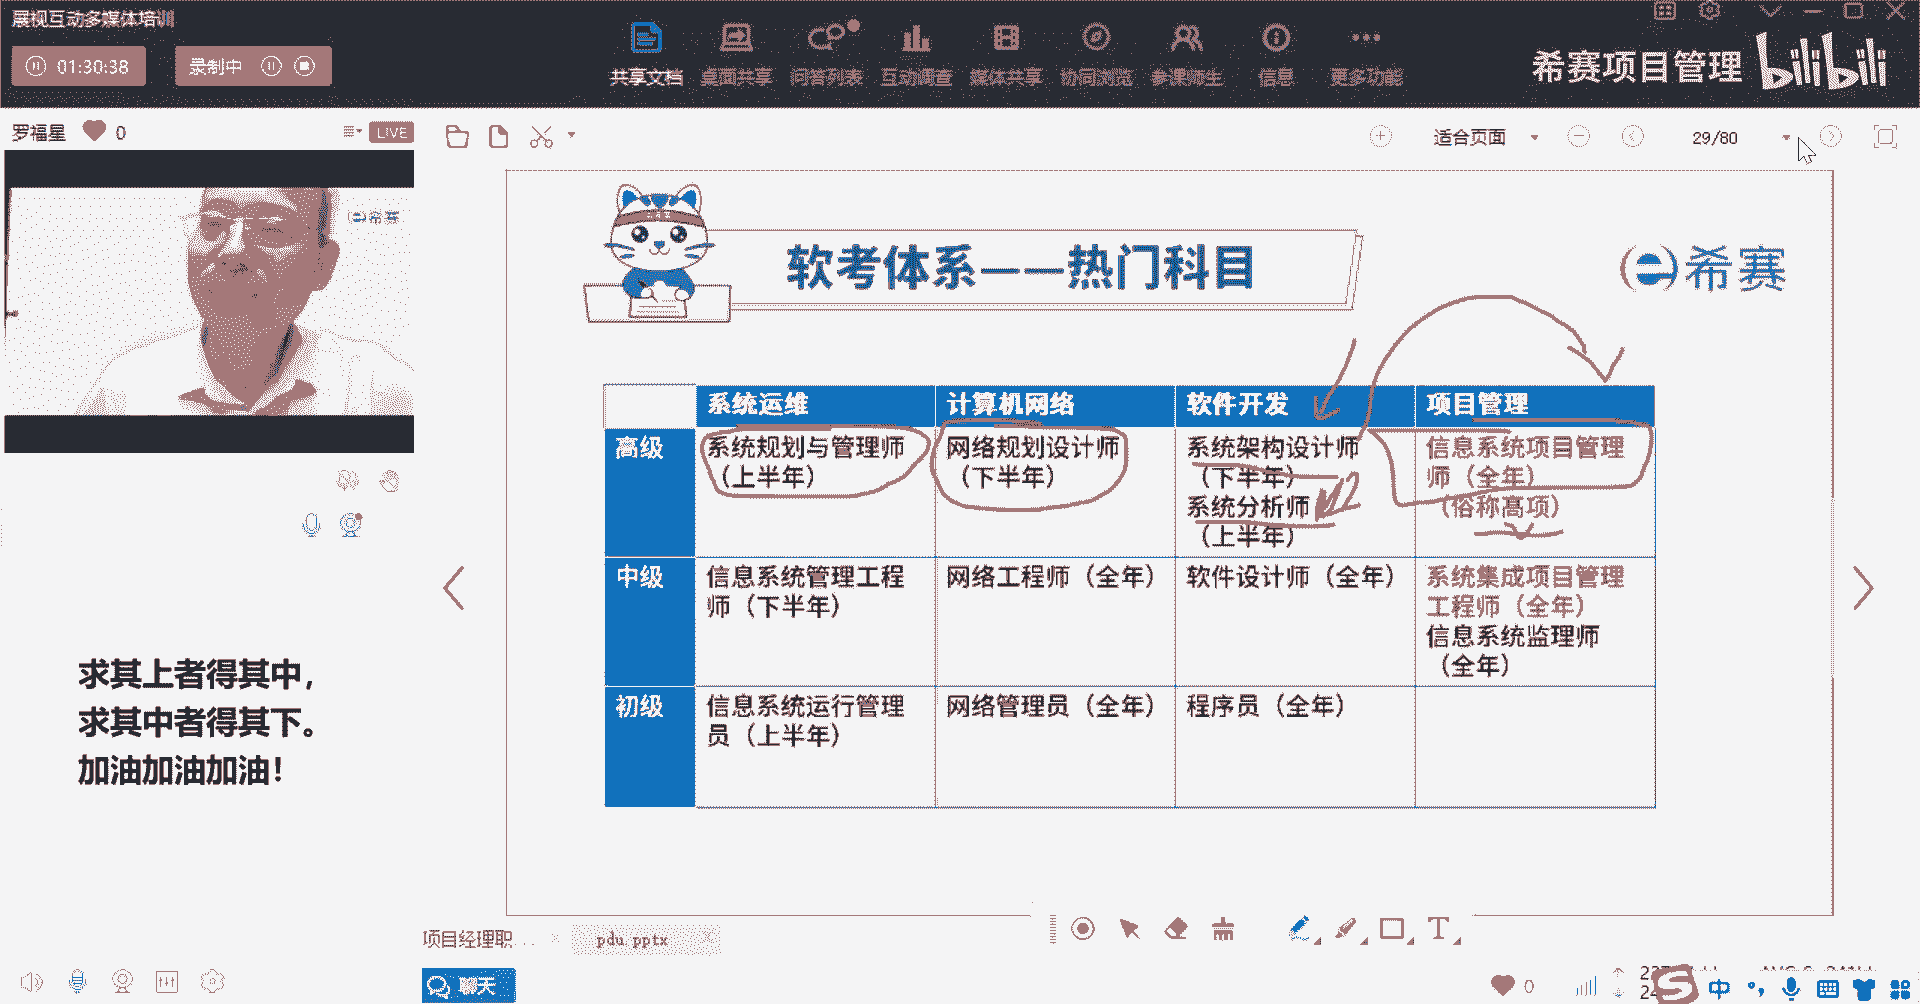 展视互动多媒体培训
01:30:38
录制中
共享文档 桌面共享 问答列表 互动调查 媒体共享 协同浏览 参课师生 信息 更多功能
希赛项目管理 bilibili
罗福星 0
LIVE
适合页面
29/80
希赛
软考体系——热门科目
希赛
系统运维 计算机网络 软件开发 项目管理
高级
系统规划与管理师
（上半年）
网络规划设计师
（下半年）
系统架构设计师
（下半年）
系统分析师
（上半年）
信息系统项目管理
师（全年）
（俗称高项）
中级
信息系统管理工程
师（下半年）
网络工程师（全年）
软件设计师（全年）
系统集成项目管理
工程师（全年）
信息系统监理师
（全年）
初级
信息系统运行管理
员（上半年）
网络管理员（全年）
程序员（全年）
求其上者得其中，
求其中者得其下。
加油加油加油！
项目经理职...
pdu.pptx
聊天
0
中